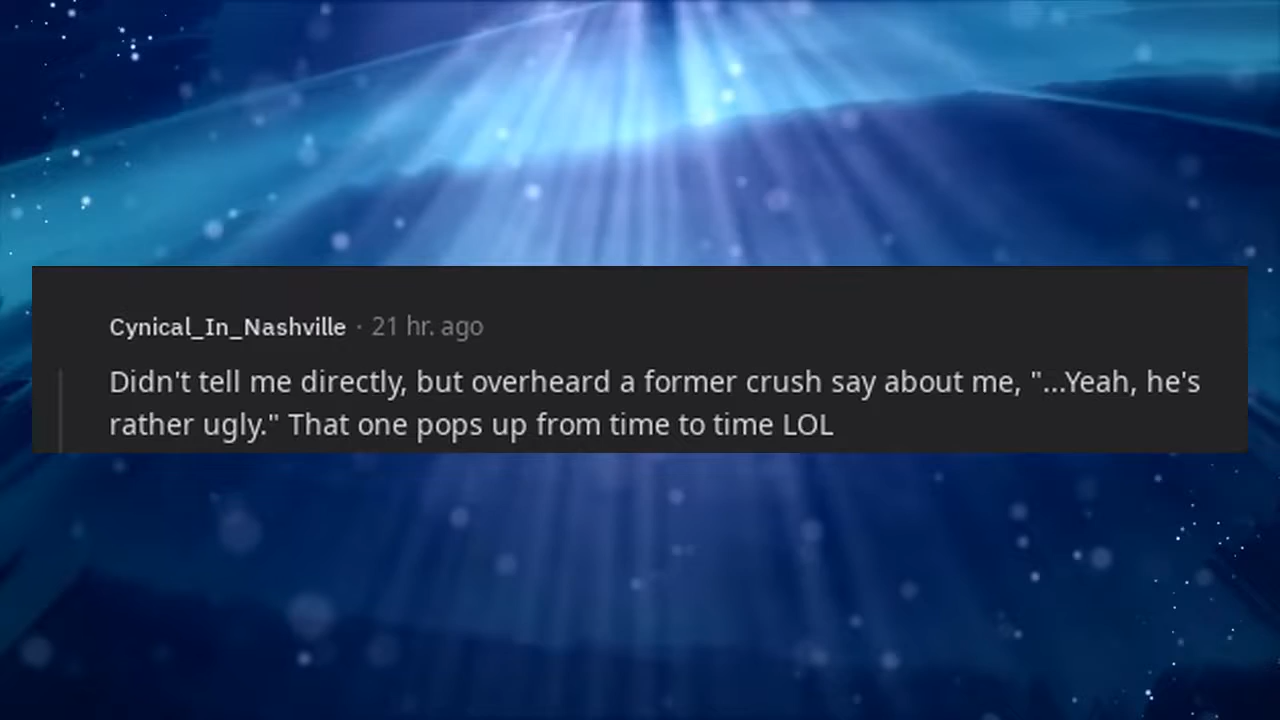 Cynical_In_Nashville · 21 hr. ago
Didn't tell me directly, but overheard a former crush say about me, "...Yeah, he's
rather ugly." That one pops up from time to time LOL